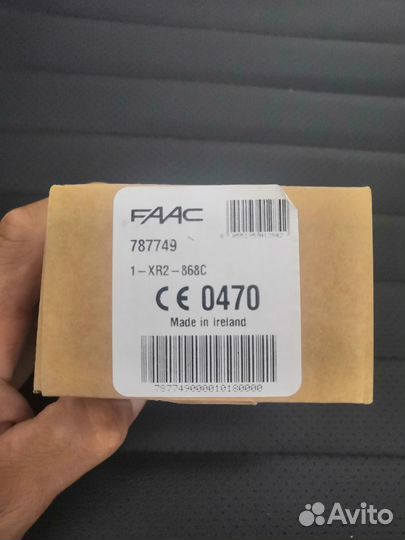 FAAC
787749
1-XR2-868C
CE 0470
Made in Ireland
787749000010180000
Avito